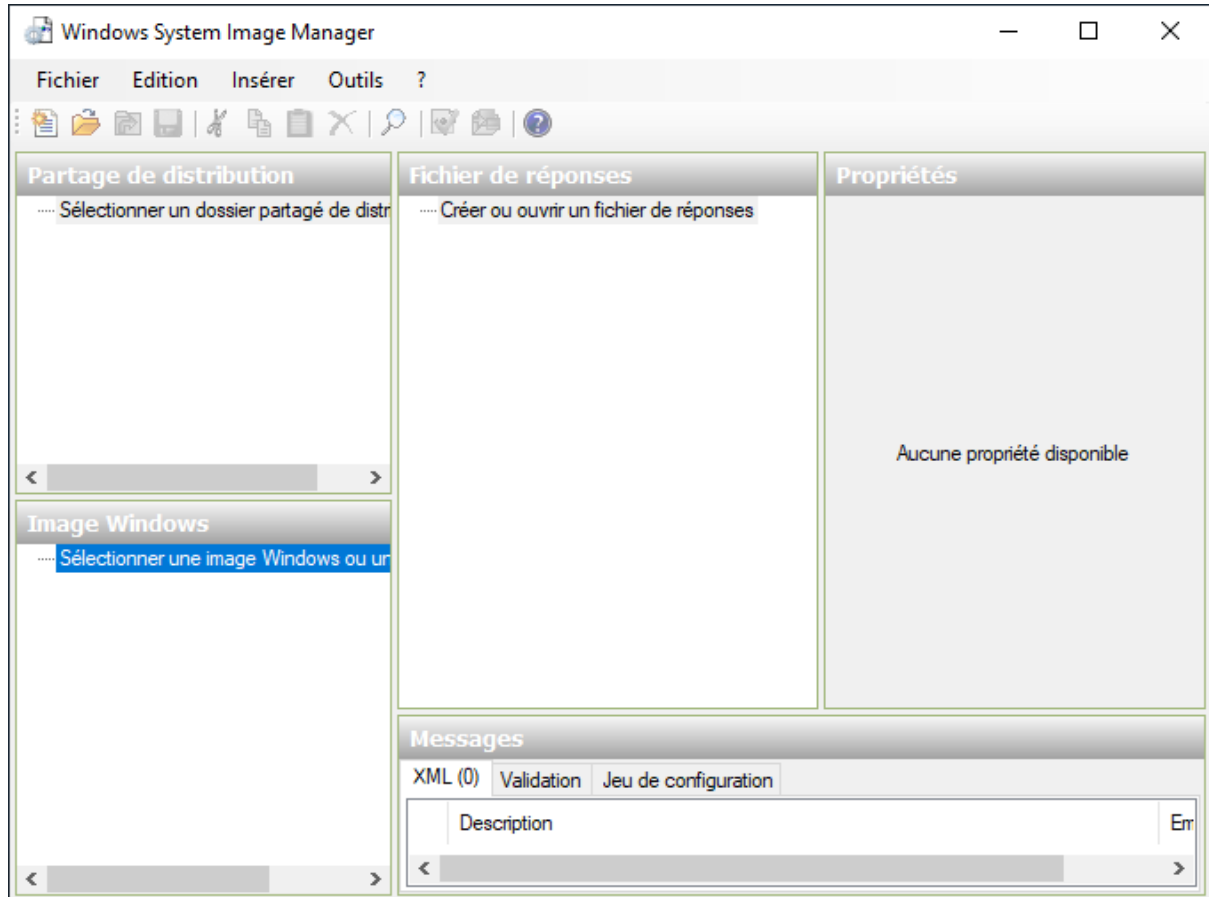 Windows System Image Manager
Fichier Edition Insérer Outils ?
Partage de distribution
Sélectionner un dossier partagé de distr
Fichier de réponses
Créer ou ouvrir un fichier de réponses
Propriétés
Aucune propriété disponible
Image Windows
Sélectionner une image Windows ou un
Messages
XML (0) Validation Jeu de configuration
Description Em